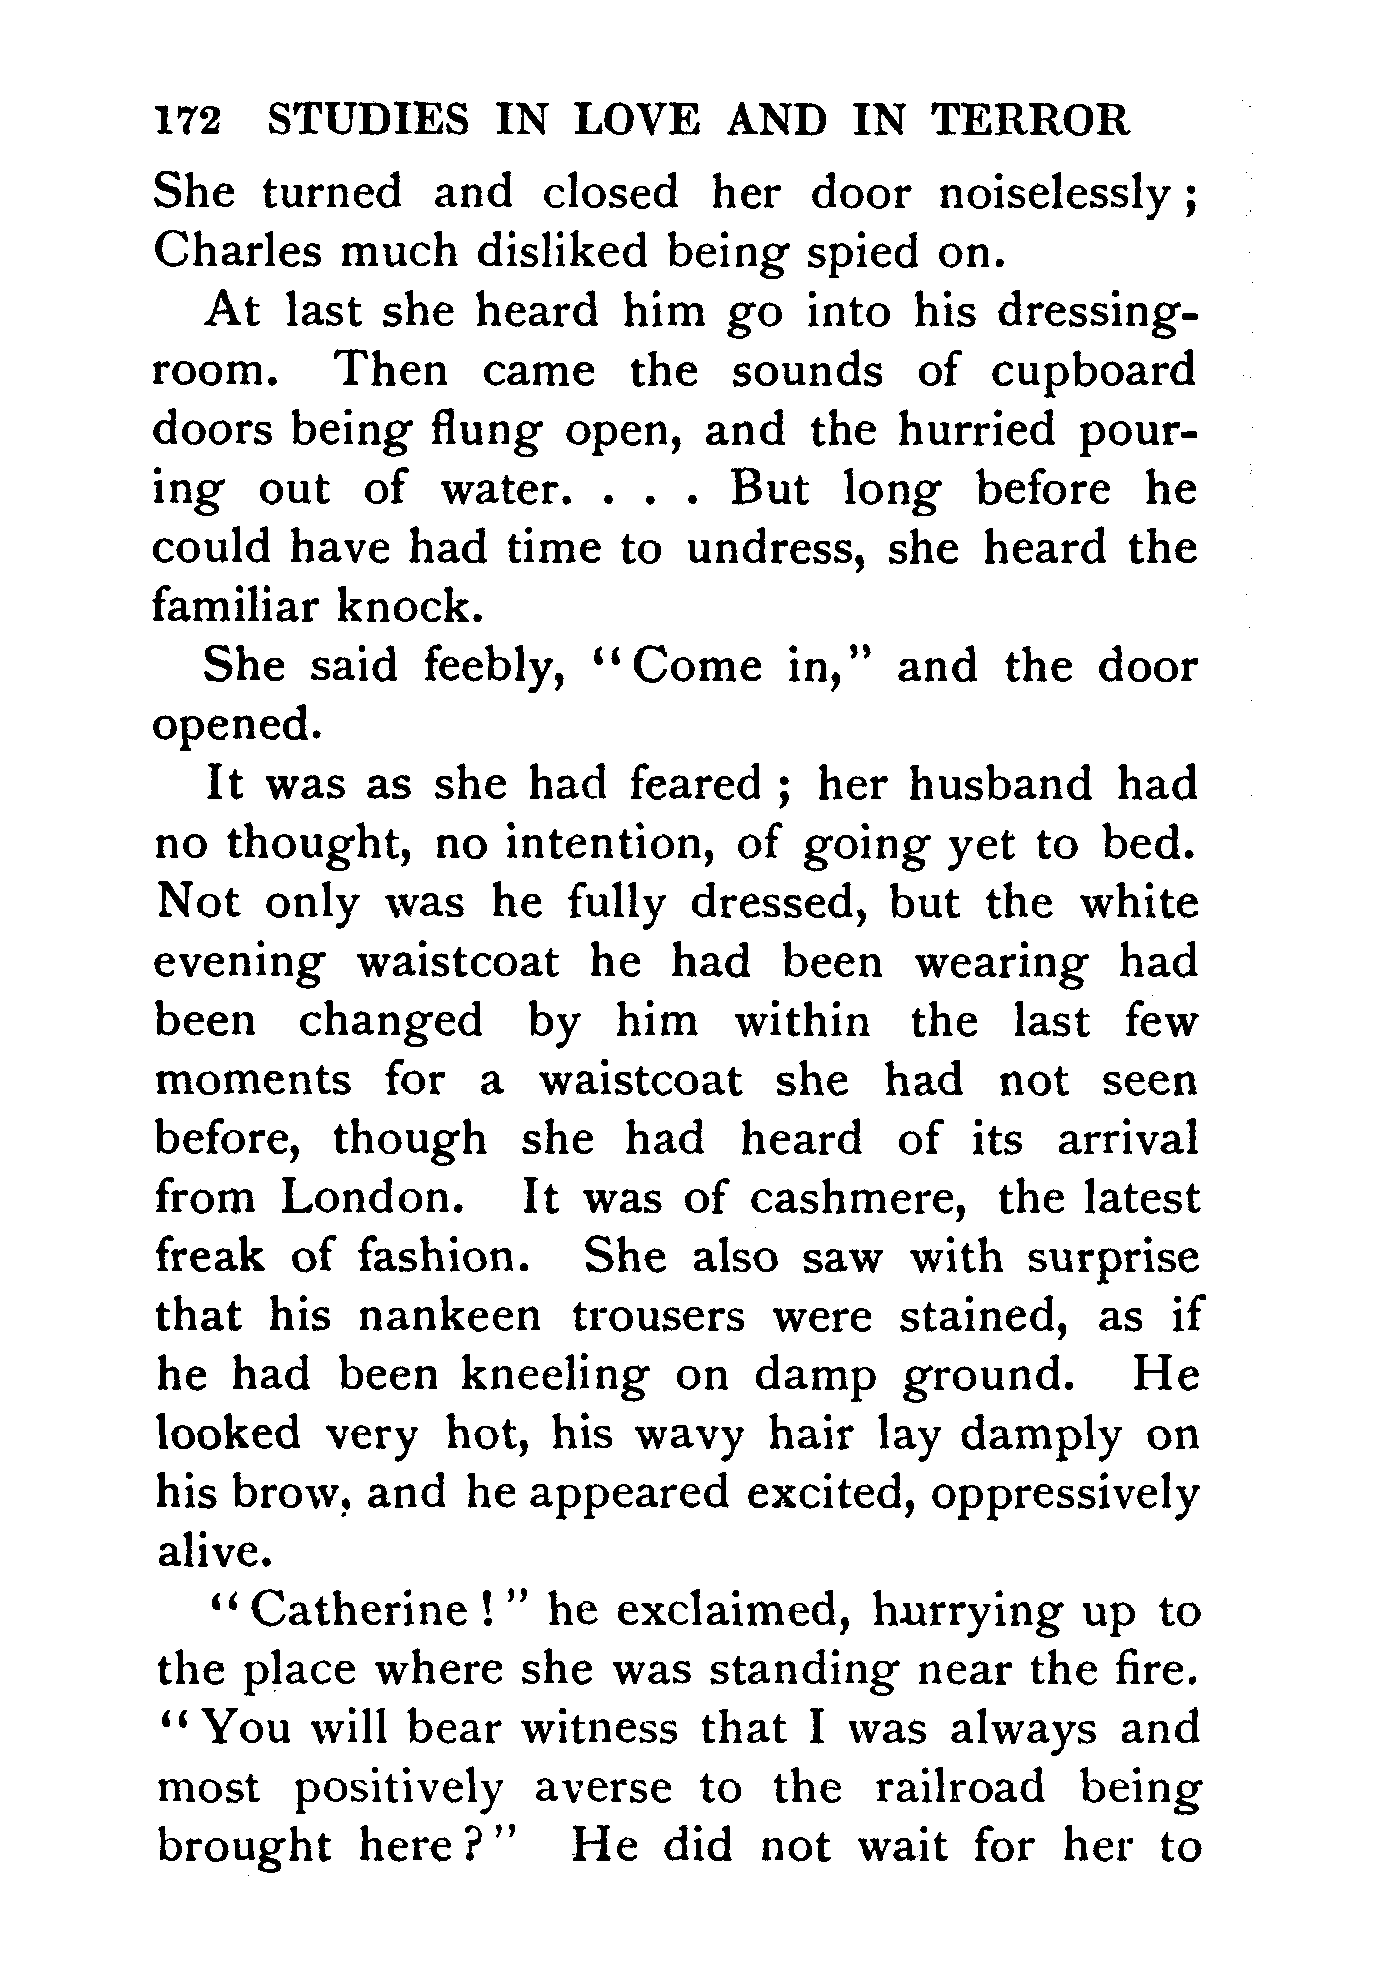 172 STUDIES IN LOVE AND IN TERROR
She turned and closed her door noiselessly ;
Charles much disliked being spied on.
At last she heard him go into his dressing-
room. Then came the sounds of cupboard
doors being flung open, and the hurried pour-
ing out of water. . . . But long before he
could have had time to undress, she heard the
familiar knock.
She said feebly, “ Come in,” and the door
opened.
It was as she had feared ; her husband had
no thought, no intention, of going yet to bed.
Not only was he fully dressed, but the white
evening waistcoat he had been wearing had
been changed by him within the last few
moments for a waistcoat she had not seen
before, though she had heard of its arrival
from London. It was of cashmere, the latest
freak of fashion. She also saw with surprise
that his nankeen trousers were stained, as if
he had been kneeling on damp ground. He
looked very hot, his wavy hair lay damply on
his brow, and he appeared excited, oppressively
alive.
“ Catherine ! ” he exclaimed, hurrying up to
the place where she was standing near the fire.
“ You will bear witness that I was always and
most positively averse to the railroad being
brought here ? ” He did not wait for her to